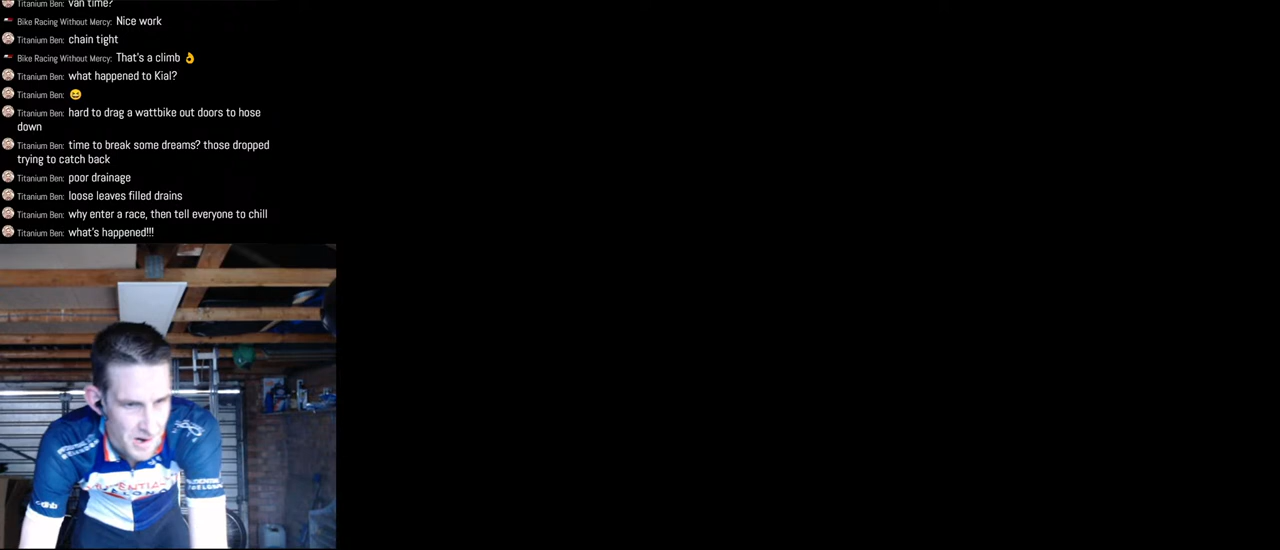 Titanium Ben: van time?
Bike Racing Without Mercy: Nice work
Titanium Ben: chain tight
Bike Racing Without Mercy: That's a climb 👌
Titanium Ben: what happened to Kial?
Titanium Ben: 😆
Titanium Ben: hard to drag a wattbike out doors to hose
down
Titanium Ben: time to break some dreams? those dropped
trying to catch back
Titanium Ben: poor drainage
Titanium Ben: loose leaves filled drains
Titanium Ben: why enter a race, then tell everyone to chill
Titanium Ben: what's happened!!!